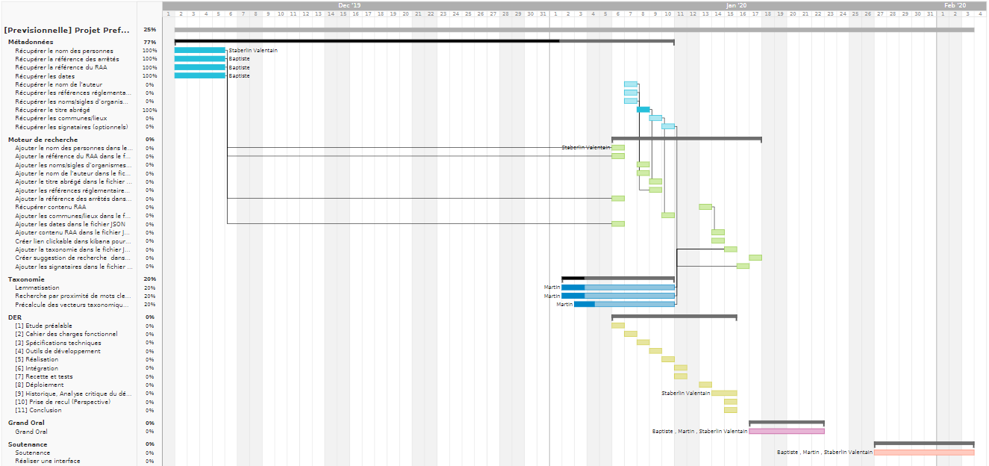 Dec '19 Jan '20 Feb '20
1 2 3 4 5 6 7 8 9 10 11 12 13 14 15 16 17 18 19 20 21 22 23 24 25 26 27 28 29 30 31 1 2 3 4 5 6 7 8 9 10 11 12 13 14 15 16 17 18 19 20 21 22 23 24 25 26 27 28 29 30 31 1 2 3 4
[Previsionnelle] Projet Pref... 25%
Métadonnées 77%
Récupérer le nom des personnes 100% Staberlin Valentain
Récupérer la référence des arrétés 100% Baptiste
Récupérer la référence du RAA 100% Baptiste
Récupérer les dates 100% Baptiste
Récupérer le nom de l'auteur 0%
Récupérer les références réglementa... 0%
Récupérer les noms/sigles d'organis... 0%
Récupérer le titre abrégé 100%
Récupérer les communes/lieux 0%
Récupérer les signataires (optionnels) 0%
Moteur de recherche 0%
Ajouter le nom des personnes dans le... 0% Staberlin Valentain
Ajouter la référence du RAA dans le f... 0%
Ajouter les noms/sigles d'organismes... 0%
Ajouter le nom de l'auteur dans le fic... 0%
Ajouter le titre abrégé dans le fichier ... 0%
Ajouter les références réglementaire... 0%
Ajouter la référence des arrétés dans... 0%
Récupérer contenu RAA 0%
Ajouter les communes/lieux dans le f... 0%
Ajouter les dates dans le fichier JSON 0%
Ajouter contenu RAA dans le fichier J... 0%
Créer lien clickable dans kibana pour... 0%
Ajouter la taxonomie dans le fichier J... 0%
Créer suggestion de recherche dans... 0%
Ajouter les signataires dans le fichier ... 0%
Taxonomie 20%
Lemmatisation 20% Martin
Recherche par proximité de mots cle... 20% Martin
Précalcule des vecteurs taxonomiqu... 20% Martin
DER 0%
[1] Etude préalable 0%
[2] Cahier des charges fonctionnel 0%
[3] Spécifications techniques 0%
[4] Outils de développement 0%
[5] Réalisation 0%
[6] Intégration 0%
[7] Recette et tests 0%
[8] Déploiement 0%
[9] Historique, Analyse critique du dé... 0% Staberlin Valentain
[10] Prise de recul (Perspective) 0%
[11] Conclusion 0%
Grand Oral 0%
Grand Oral 0% Baptiste , Martin , Staberlin Valentain
Soutenance 0%
Soutenance 0% Baptiste , Martin , Staberlin Valentain
Réaliser une interface 0%